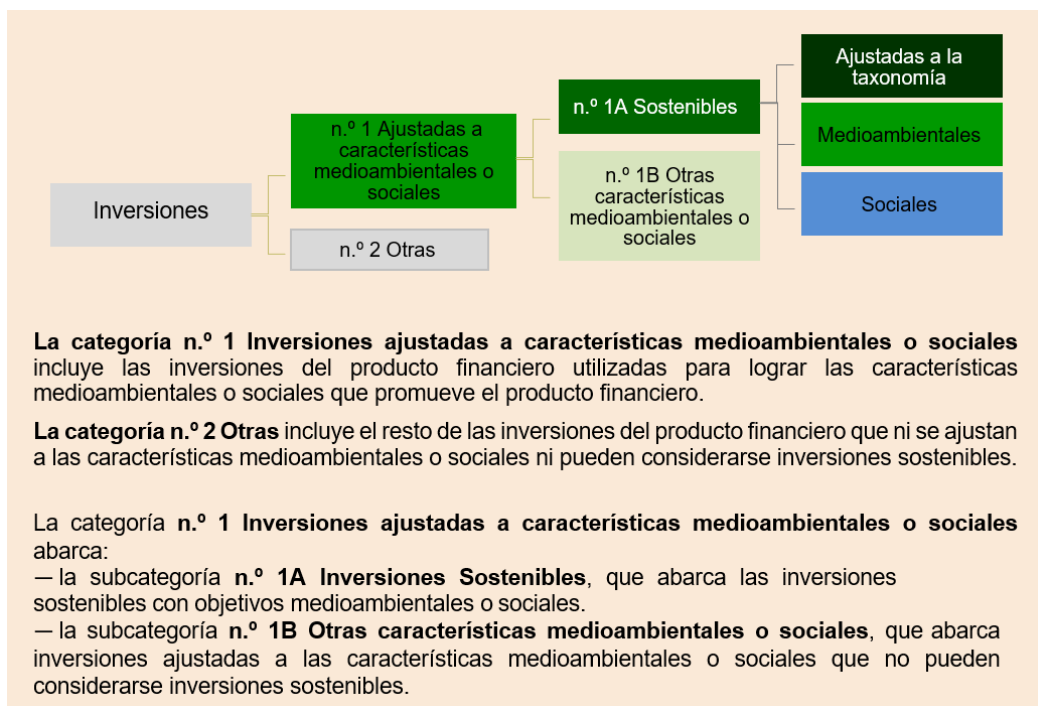 Inversiones
n.º 1 Ajustadas a
características
medioambientales o
sociales
n.º 2 Otras
n.º 1A Sostenibles
n.º 1B Otras
características
medioambientales o
sociales
Ajustadas a la
taxonomía
Medioambientales
Sociales
La categoría n.º 1 Inversiones ajustadas a características medioambientales o sociales
incluye las inversiones del producto financiero utilizadas para lograr las características
medioambientales o sociales que promueve el producto financiero.
La categoría n.º 2 Otras incluye el resto de las inversiones del producto financiero que ni se ajustan
a las características medioambientales o sociales ni pueden considerarse inversiones sostenibles.
La categoría n.º 1 Inversiones ajustadas a características medioambientales o sociales
abarca:
— la subcategoría n.º 1A Inversiones Sostenibles, que abarca las inversiones
sostenibles con objetivos medioambientales o sociales.
— la subcategoría n.º 1B Otras características medioambientales o sociales, que abarca
inversiones ajustadas a las características medioambientales o sociales que no pueden
considerarse inversiones sostenibles.